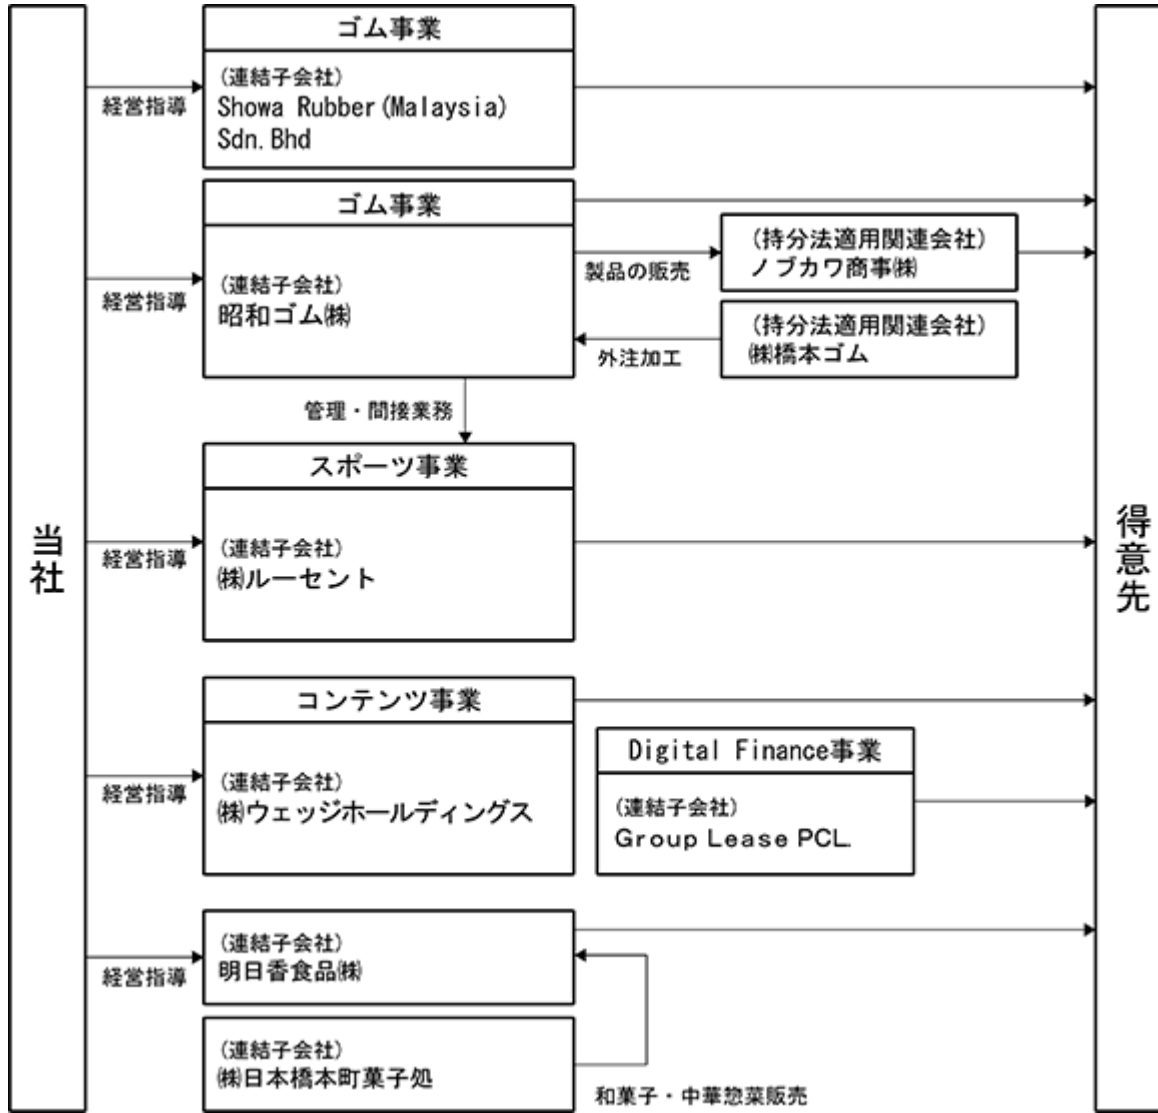 当社
ゴム事業
(連結子会社)
Showa Rubber(Malaysia)
Sdn.Bhd
経営指導
ゴム事業
(連結子会社)
昭和ゴム㈱
経営指導
製品の販売
(持分法適用関連会社)
ノブカワ商事㈱
外注加工
(持分法適用関連会社)
㈱橋本ゴム
管理・間接業務
スポーツ事業
(連結子会社)
㈱ルーセント
経営指導
コンテンツ事業
(連結子会社)
㈱ウェッジホールディングス
経営指導
Digital Finance事業
(連結子会社)
Group Lease PCL.
(連結子会社)
明日香食品㈱
経営指導
(連結子会社)
㈱日本橋本町菓子処
和菓子・中華惣菜販売
得意先